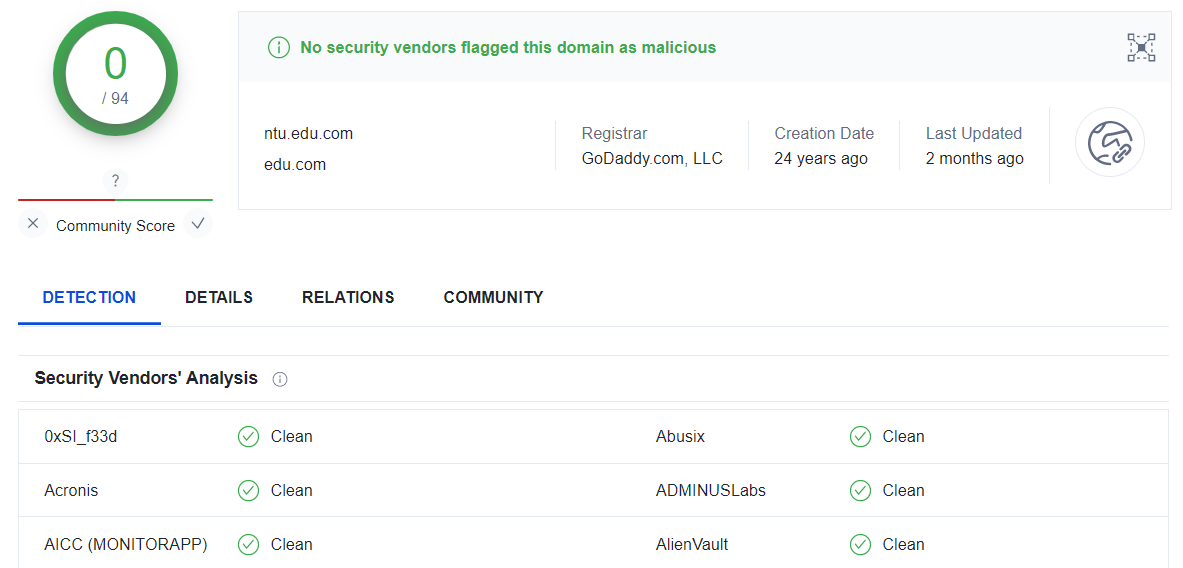 0
/ 94
?
Community Score
No security vendors flagged this domain as malicious
ntu.edu.com
edu.com
Registrar
GoDaddy.com, LLC
Creation Date
24 years ago
Last Updated
2 months ago
DETECTION DETAILS RELATIONS COMMUNITY
Security Vendors' Analysis
0xSI_f33d Clean Abusix Clean
Acronis Clean ADMINUSLabs Clean
AICC (MONITORAPP) Clean AlienVault Clean